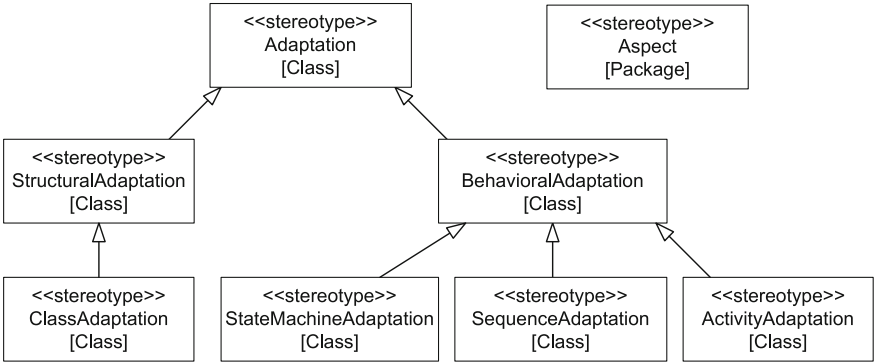 <<stereotype>>
Adaptation
[Class]
<<stereotype>>
Aspect
[Package]
<<stereotype>>
StructuralAdaptation
[Class]
<<stereotype>>
BehavioralAdaptation
[Class]
<<stereotype>>
ClassAdaptation
[Class]
<<stereotype>>
StateMachineAdaptation
[Class]
<<stereotype>>
SequenceAdaptation
[Class]
<<stereotype>>
ActivityAdaptation
[Class]